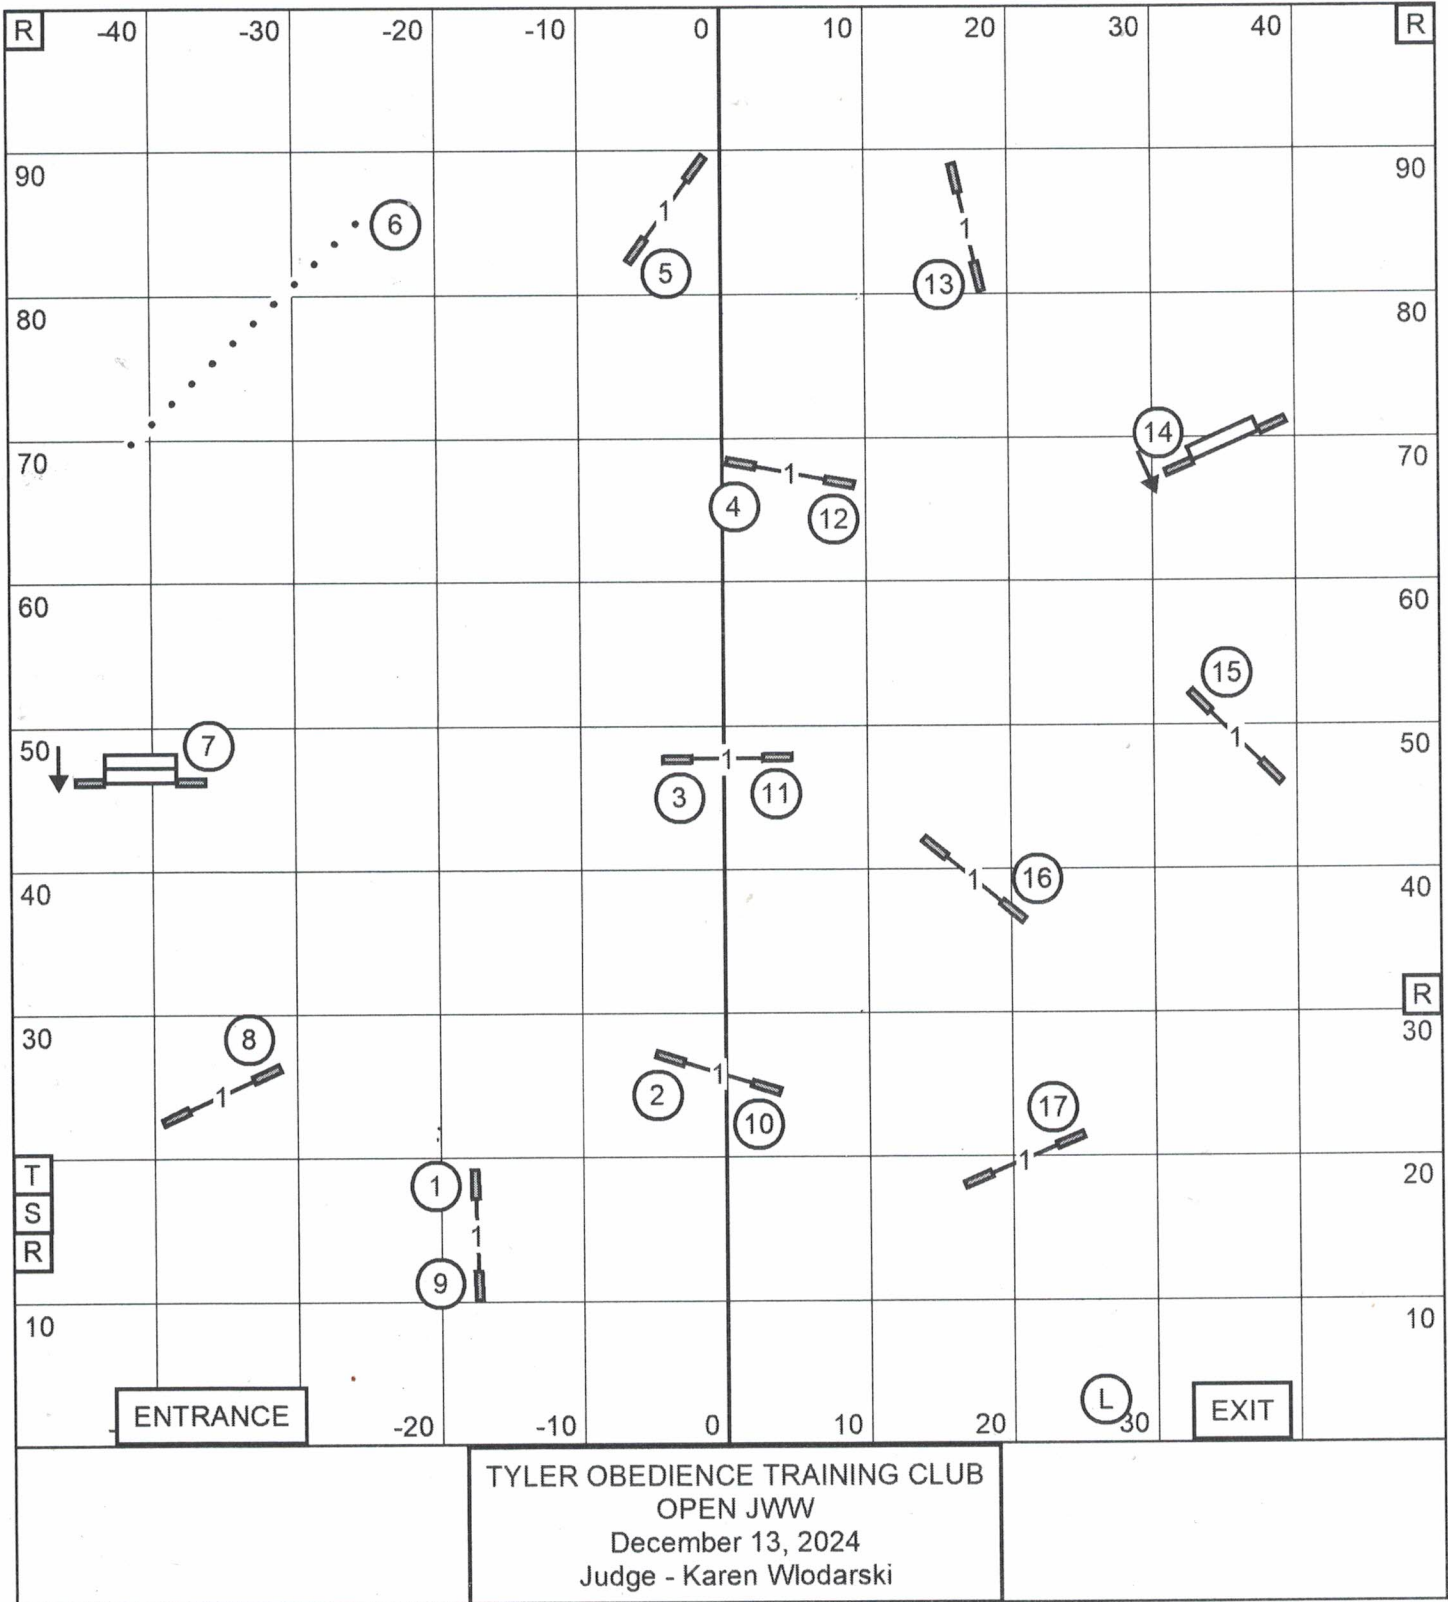 R -40 -30 -20 -10 0 10 20 30 40 R
90 90
6
1 1
5 13
80 80
14
70 70
1
4 12
60 60
15
7
50 1 1 50
3 11
1 16
40 40
R
30 8 30
1 1
2 10 17
1
T 1 20
S 1
R 9
10 10
ENTRANCE -20 -10 0 10 20 L 30 EXIT
TYLER OBEDIENCE TRAINING CLUB
OPEN JWW
December 13, 2024
Judge - Karen Wlodarski